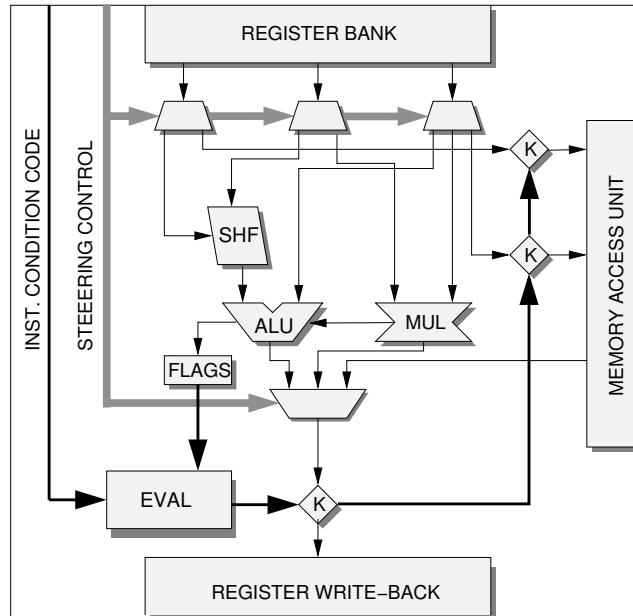 REGISTER BANK
INST. CONDITION CODE
STEEERING CONTROL
K
MEMORY ACCESS UNIT
SHF
K
ALU
MUL
FLAGS
EVAL
K
REGISTER WRITE−BACK